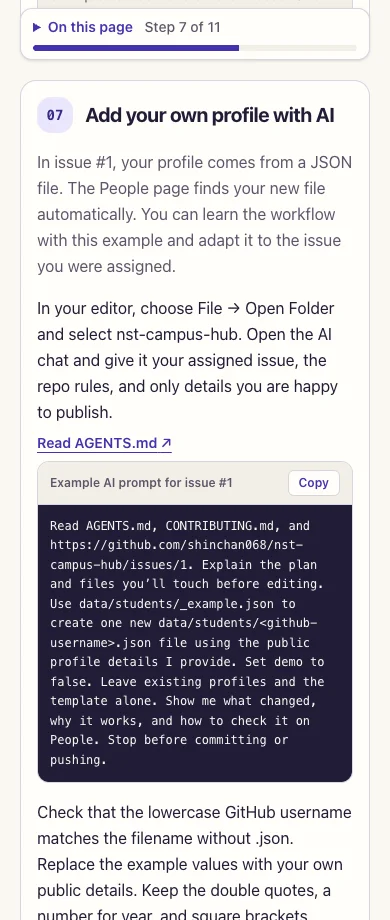 ▶ On this page Step 7 of 11
07 Add your own profile with AI
In issue #1, your profile comes from a JSON
file. The People page finds your new file
automatically. You can learn the workflow
with this example and adapt it to the issue
you were assigned.
In your editor, choose File → Open Folder
and select nst-campus-hub. Open the AI
chat and give it your assigned issue, the
repo rules, and only details you are happy
to publish.
Read AGENTS.md ↗
Example AI prompt for issue #1 Copy
Read AGENTS.md, CONTRIBUTING.md, and
https://github.com/shinchan068/nst-
campus-hub/issues/1. Explain the plan
and files you’ll touch before editing.
Use data/students/_example.json to
create one new data/students/<github-
username>.json file using the public
profile details I provide. Set demo to
false. Leave existing profiles and the
template alone. Show me what changed,
why it works, and how to check it on
People. Stop before committing or
pushing.
Check that the lowercase GitHub username
matches the filename without .json.
Replace the example values with your own
public details. Keep the double quotes, a
number for year, and square brackets